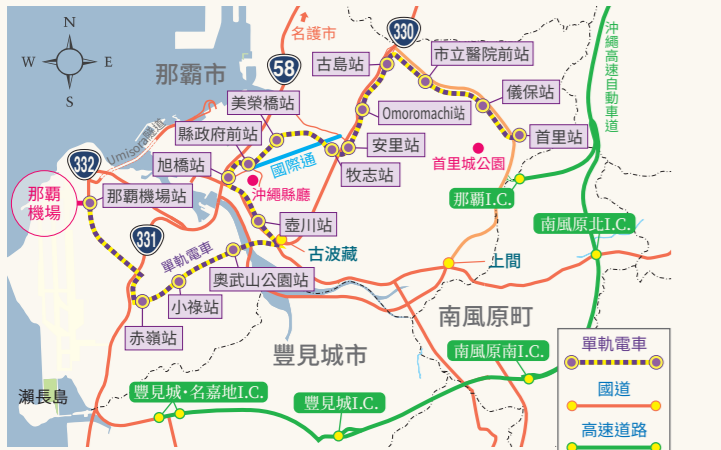 N
W
E
S
那霸市
名護市
330
58
332
331
沖繩高速自動車道
古島站
市立醫院前站
儀保站
美榮橋站
Omoromachi站
縣政府前站
首里站
Umisora隧道
安里站
旭橋站
國際通
首里城公園
牧志站
那霸
機場
那霸機場站
沖繩縣廳
那霸I.C.
壺川站
南風原北I.C.
單軌電車
古波藏
上間
奧武山公園站
小祿站
南風原町
赤嶺站
豐見城市
南風原南I.C.
瀨長島
豐見城·名嘉地I.C.
豐見城I.C.
單軌電車
國道
高速道路